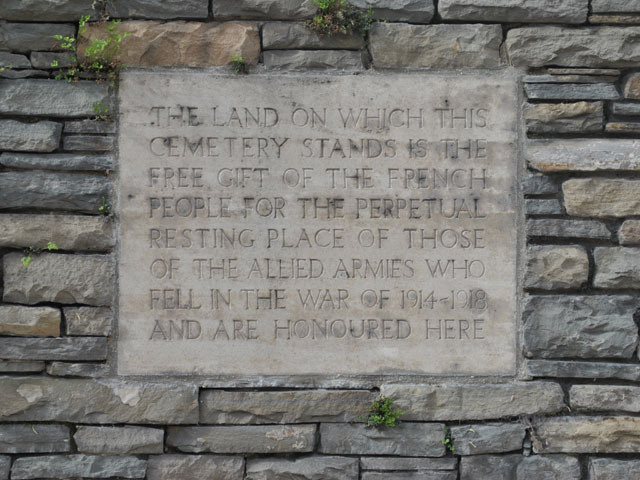 THE LAND ON WHICH THIS
CEMETERY STANDS IS THE
FREE GIFT OF THE FRENCH
PEOPLE FOR THE PERPETUAL
RESTING PLACE OF THOSE
OF THE ALLIED ARMIES WHO
FELL IN THE WAR OF 1914-1918
AND ARE HONOURED HERE